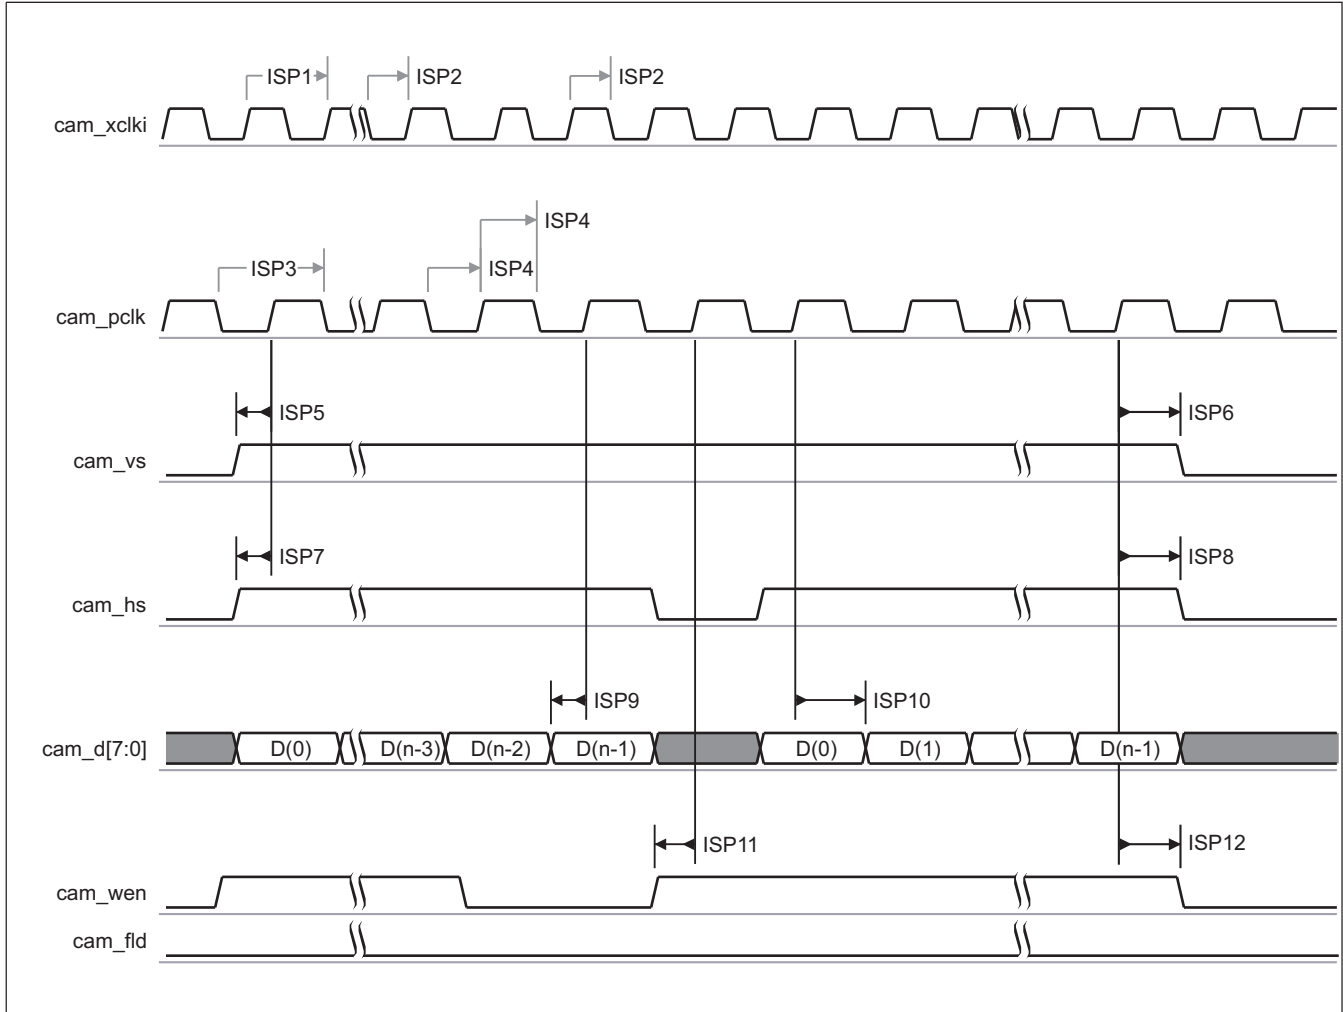 ISP1 ISP2 ISP2
cam_xclki
ISP4
ISP3 ISP4
cam_pclk
ISP5 ISP6
cam_vs
ISP7 ISP8
cam_hs
ISP9 ISP10
cam_d[7:0] D(0) D(n-3) D(n-2) D(n-1) D(0) D(1) D(n-1)
ISP11 ISP12
cam_wen
cam_fld